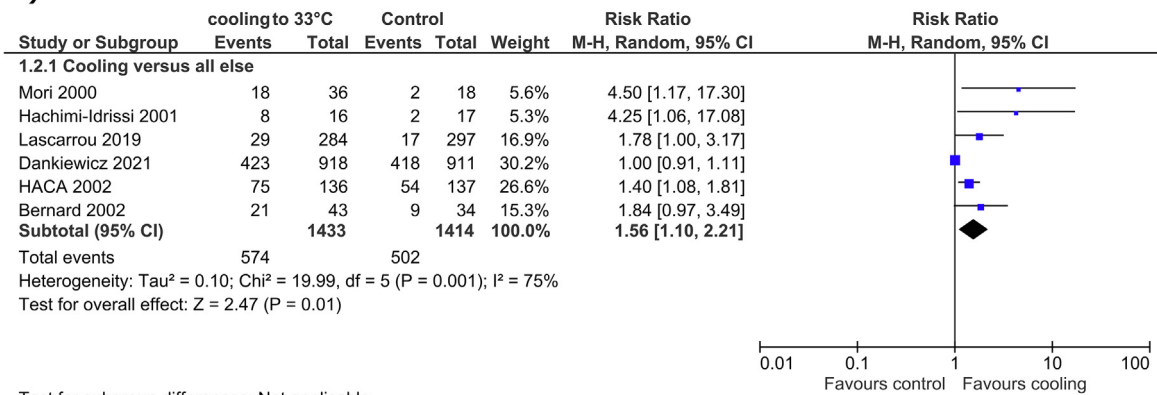 cooling to 33°C Control Risk Ratio Risk Ratio
Study or Subgroup Events Total Events Total Weight M-H, Random, 95% CI M-H, Random, 95% CI
1.2.1 Cooling versus all else
Mori 2000 18 36 2 18 5.6% 4.50 [1.17, 17.30]
Hachimi-Idrissi 2001 8 16 2 17 5.3% 4.25 [1.06, 17.08]
Lascarrou 2019 29 284 17 297 16.9% 1.78 [1.00, 3.17]
Dankiewicz 2021 423 918 418 911 30.2% 1.00 [0.91, 1.11]
HACA 2002 75 136 54 137 26.6% 1.40 [1.08, 1.81]
Bernard 2002 21 43 9 34 15.3% 1.84 [0.97, 3.49]
Subtotal (95% CI) 1433 1414 100.0% 1.56 [1.10, 2.21]
Total events 574 502
Heterogeneity: Tau² = 0.10; Chi² = 19.99, df = 5 (P = 0.001); I² = 75%
Test for overall effect: Z = 2.47 (P = 0.01)
0.01 0.1 1 10 100
Favours control Favours cooling